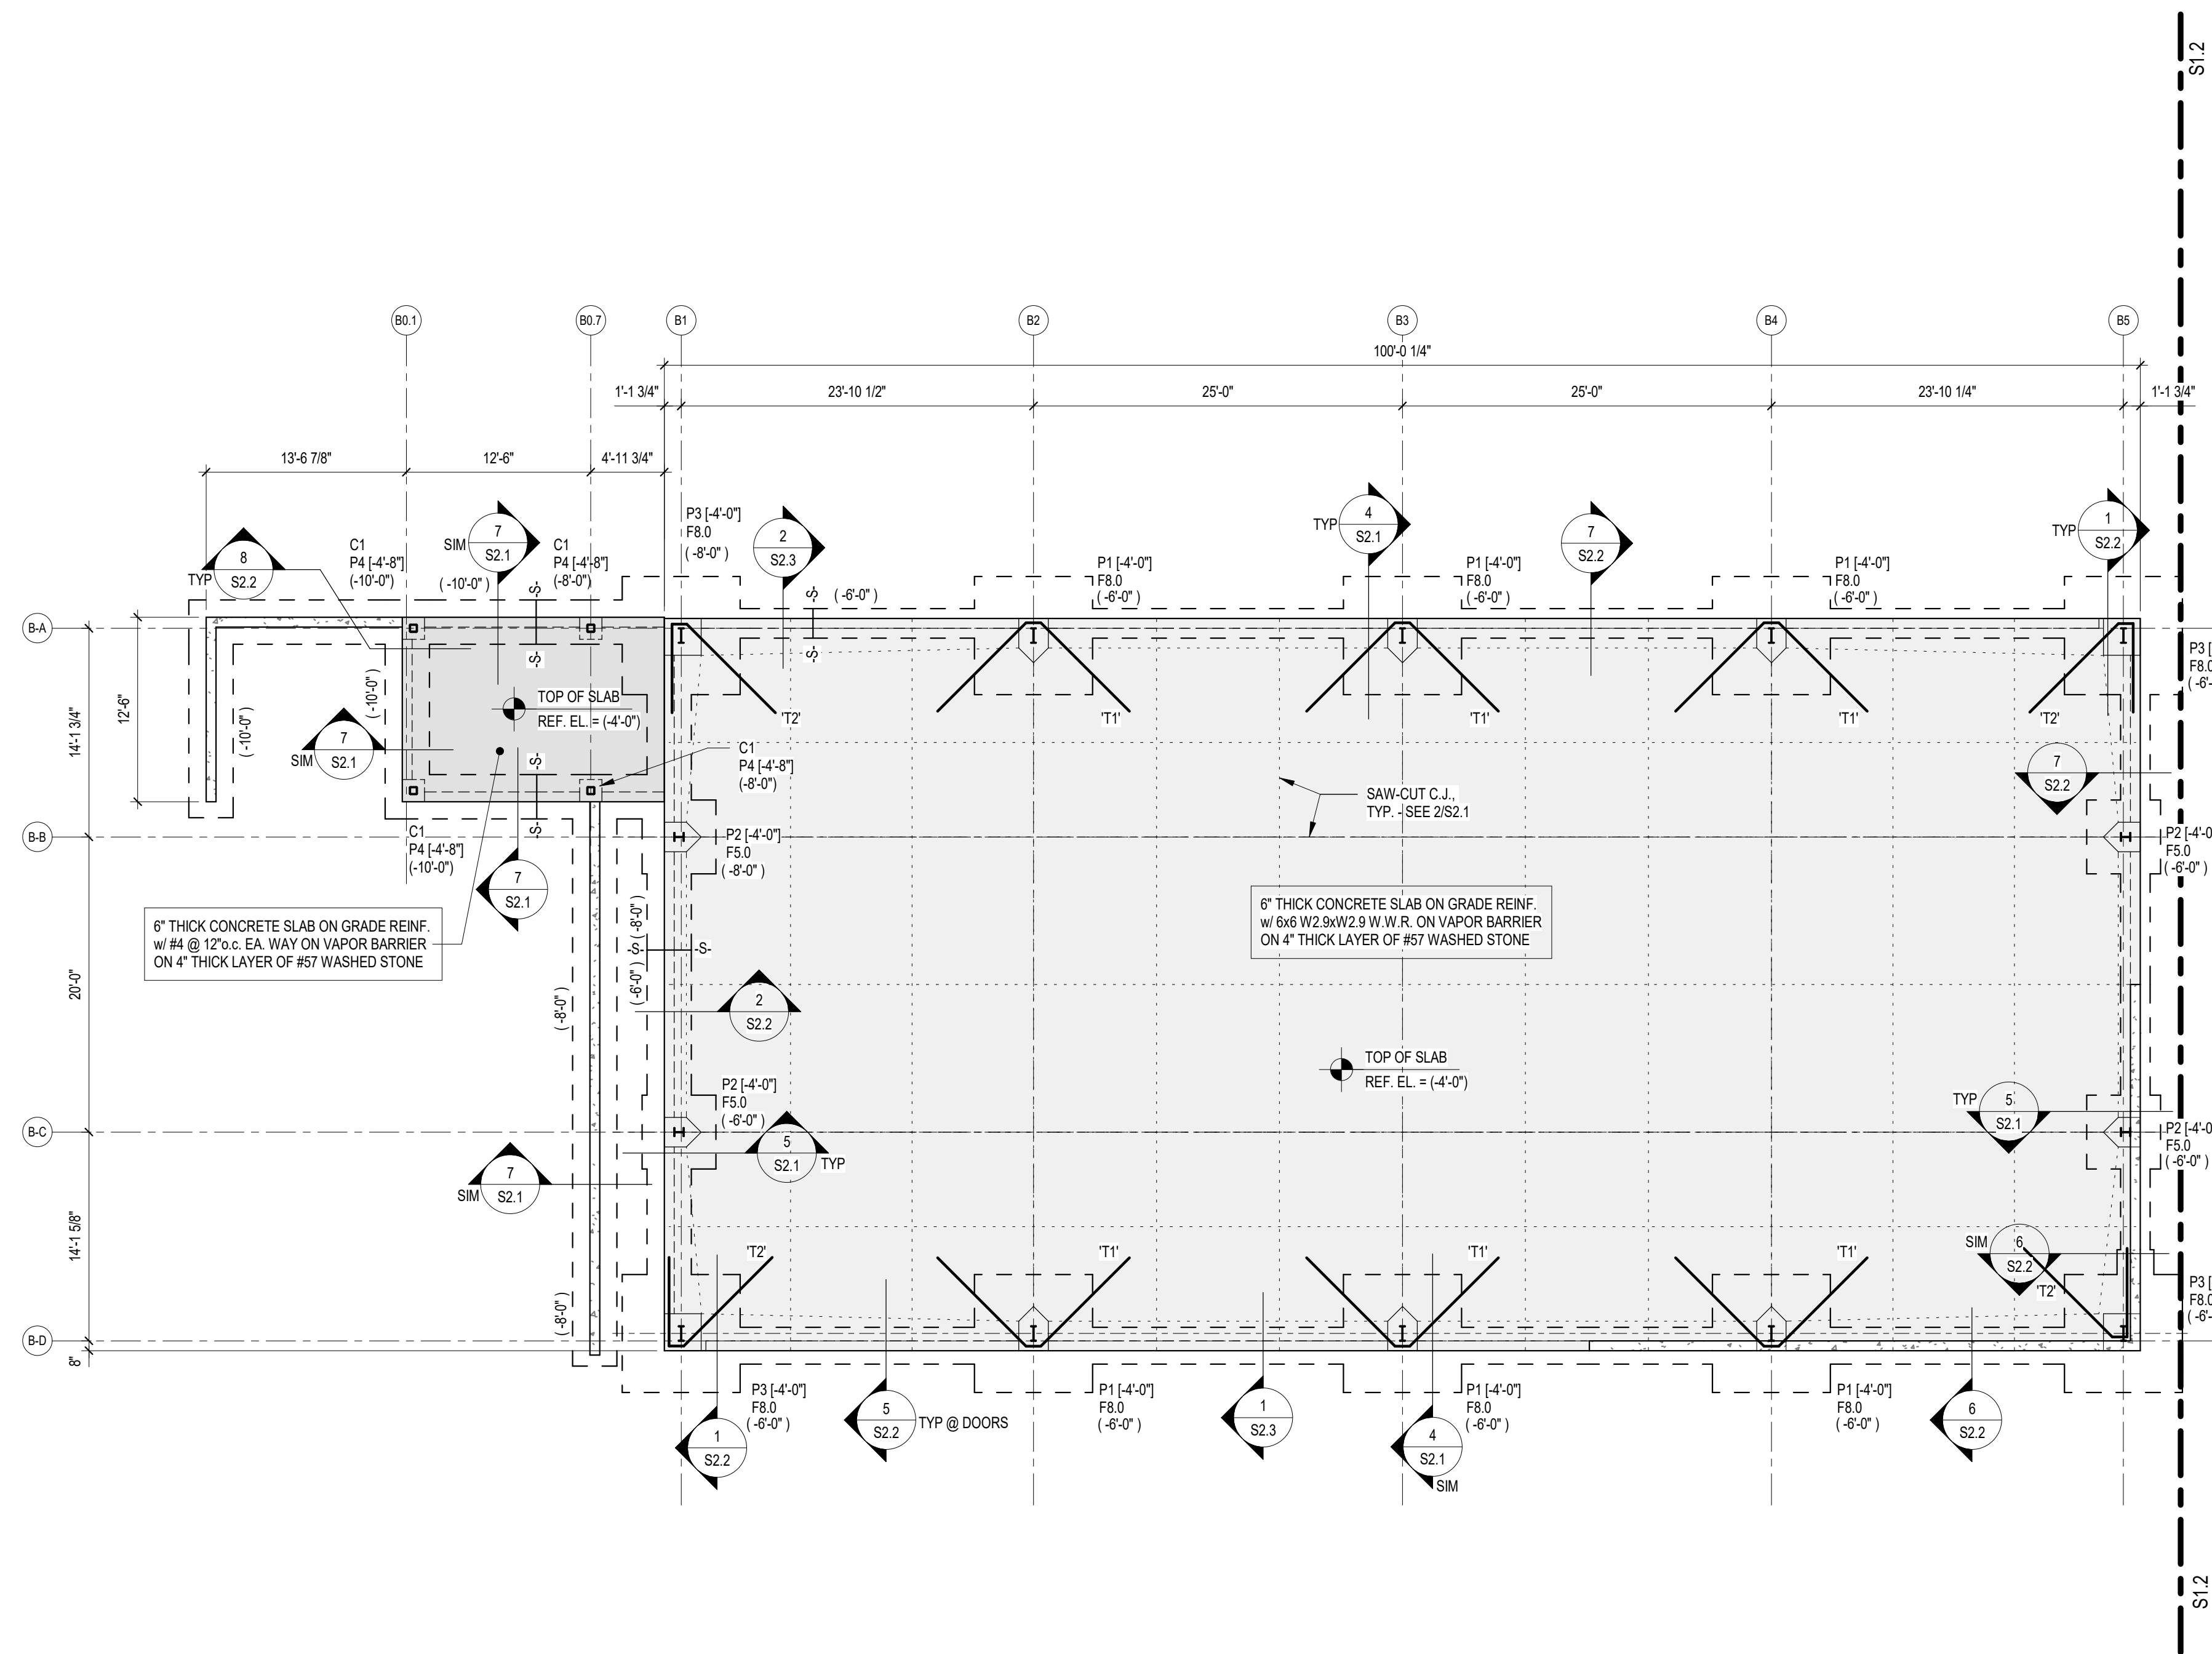 S1.2
B0.1
B0.7
B1
B2
B3
B4
B5
100'-0 1/4"
1'-1 3/4"
23'-10 1/2"
25'-0"
25'-0"
23'-10 1/4"
1'-1 3/4"
13'-6 7/8"
12'-6"
4'-11 3/4"
8
S2.2
TYP
C1
P4 [-4'-8"]
(-10'-0")
SIM
7
S2.1
( -10'-0" )
C1
P4 [-4'-8"]
(-8'-0")
P3 [-4'-0"]
F8.0
( -8'-0" )
2
S2.3
-S-
( -6'-0" )
-S-
P1 [-4'-0"]
F8.0
( -6'-0" )
TYP
4
S2.1
P1 [-4'-0"]
F8.0
( -6'-0" )
7
S2.2
P1 [-4'-0"]
F8.0
( -6'-0" )
TYP
1
S2.2
B-A
B-B
B-C
B-D
14'-1 3/4"
12'-6"
20'-0"
14'-1 5/8"
8"
-S-
-S-
( -10'-0" )
(-10'-0")
TOP OF SLAB
REF. EL. = (-4'-0")
7
S2.1
SIM
-S-
-S-
C1
P4 [-4'-8"]
(-8'-0")
C1
P4 [-4'-8"]
(-10'-0")
7
S2.1
'T2'
'T1'
'T1'
'T1'
'T2'
P3 [
F8.0
( -6'-
7
S2.2
SAW-CUT C.J.,
TYP. - SEE 2/S2.1
P2 [-4'-0"]
F5.0
( -8'-0" )
P2 [-4'-0
F5.0
( -6'-0" )
6" THICK CONCRETE SLAB ON GRADE REINF.
w/ #4 @ 12"o.c. EA. WAY ON VAPOR BARRIER
ON 4" THICK LAYER OF #57 WASHED STONE
6" THICK CONCRETE SLAB ON GRADE REINF.
w/ 6x6 W2.9xW2.9 W.W.R. ON VAPOR BARRIER
ON 4" THICK LAYER OF #57 WASHED STONE
( -8'-0" )
-S-
-S-
( -6'-0" )
( -8'-0" )
2
S2.2
TOP OF SLAB
REF. EL. = (-4'-0")
P2 [-4'-0"]
F5.0
( -6'-0" )
5
S2.1
TYP
TYP
5
S2.1
P2 [-4'-0
F5.0
( -6'-0" )
7
S2.1
SIM
SIM
6
S2.2
'T2'
'T1'
'T1'
'T1'
'T2'
P3 [
F8.0
( -6'-
( -8'-0" )
P3 [-4'-0"]
F8.0
( -6'-0" )
1
S2.2
5
S2.2
TYP @ DOORS
P1 [-4'-0"]
F8.0
( -6'-0" )
1
S2.3
4
S2.1
SIM
P1 [-4'-0"]
F8.0
( -6'-0" )
P1 [-4'-0"]
F8.0
( -6'-0" )
6
S2.2
S1.2